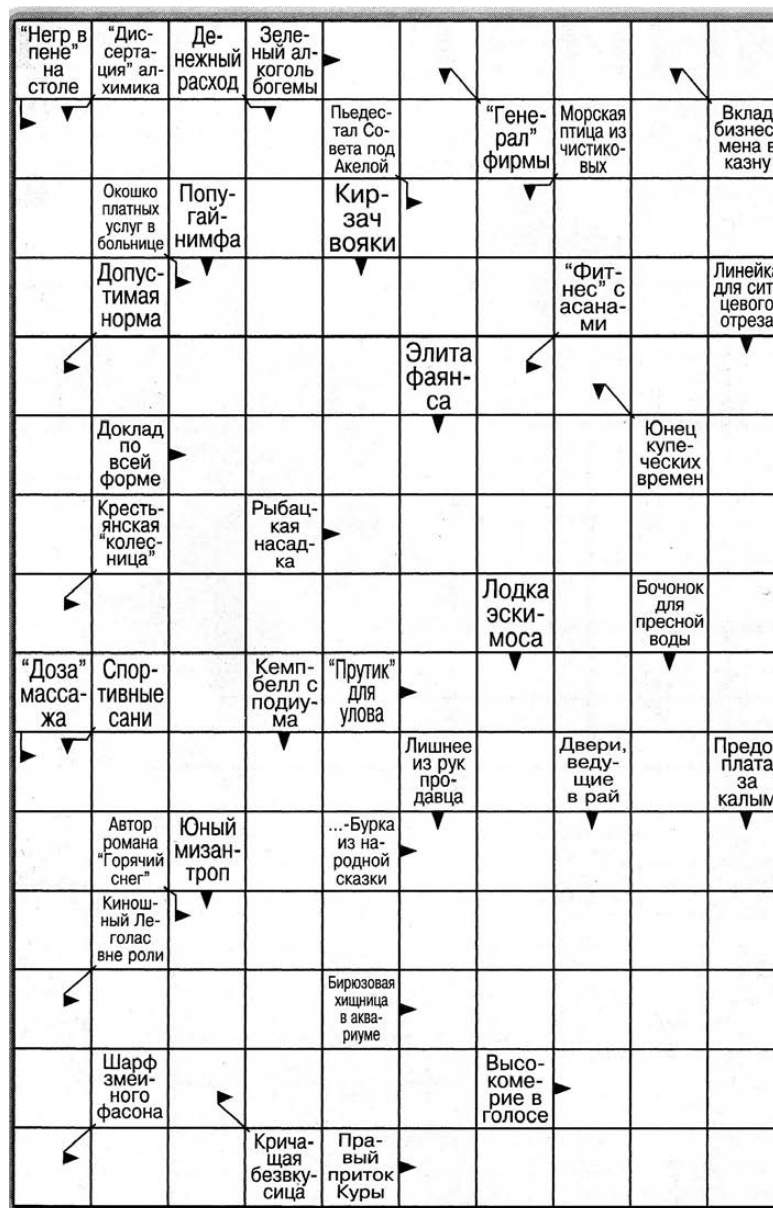 "Негр в
пене"
на
столе
"Дис-
серта-
ция" ал-
химика
Де-
нежный
расход
Зеле-
ный ал-
коголь
богемы
Пьедес-
тал Со-
вета под
Акелой
"Гене-
рал"
фирмы
Морская
птица из
чистико-
вых
Вклад
бизнес
мена в
казну
Окошко
платных
услуг в
больнице
Попу-
гай-
нимфа
Кир-
зач
вояки
Допус-
тимая
норма
"Фит-
нес" с
асана-
ми
Линейка
для сит
цевого
отреза
Элита
фаян-
са
Доклад
по
всей
форме
Юнец
купе-
ческих
времен
Кресть-
янская
"колес-
ница"
Рыбац-
кая
насад-
ка
Лодка
эски-
моса
Бочонок
для
пресной
воды
"Доза"
масса-
жа
Спор-
тивные
сани
Кемп-
белл с
подиу-
ма
"Прутик"
для
улова
Лишнее
из рук
про-
давца
Двери,
веду-
щие
в рай
Предо
плата
за
калым
Автор
романа
"Горячий
снег"
Юный
мизан-
троп
...-Бурка
из на-
родной
сказки
Кинош-
ный Ле-
голас
вне роли
Бирюзовая
хищница
в аква-
риуме
Шарф
змеи-
ного
фасона
Высо-
коме-
рие в
голосе
Крича-
щая
безвку-
сица
Пра-
вый
приток
Куры